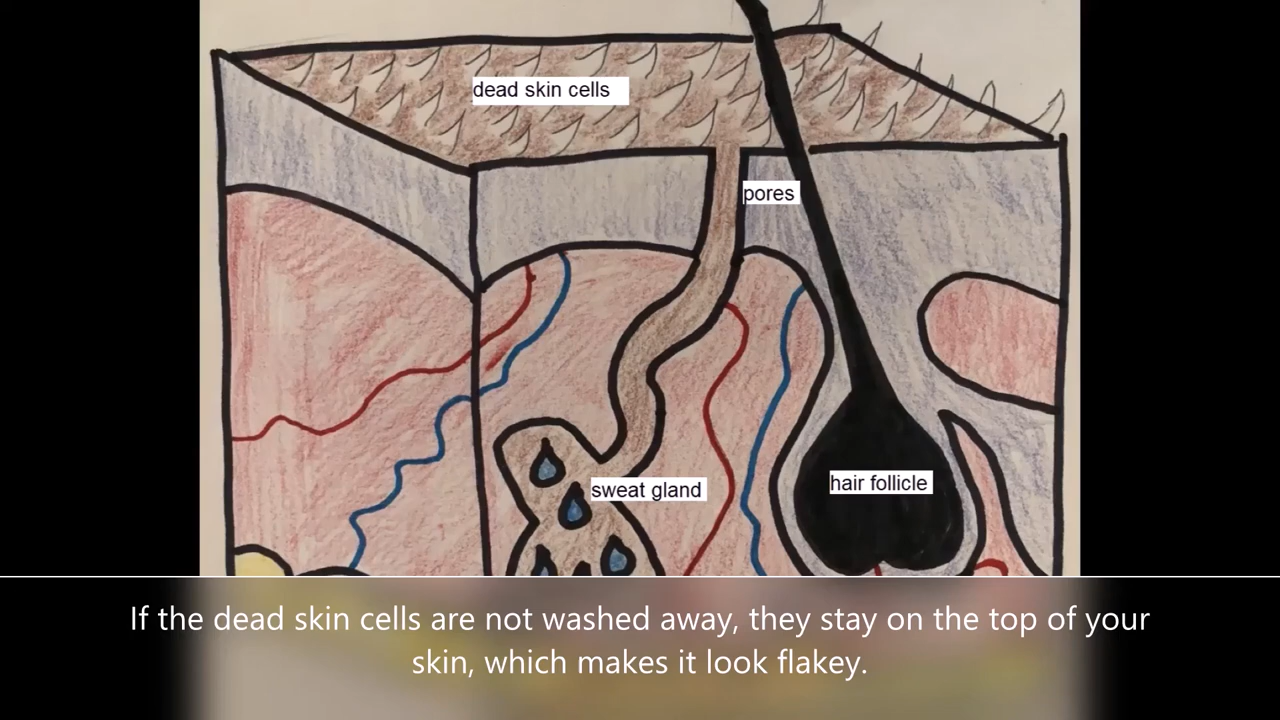 dead skin cells
pores
hair follicle
sweat gland
If the dead skin cells are not washed away, they stay on the top of your
skin, which makes it look flakey.